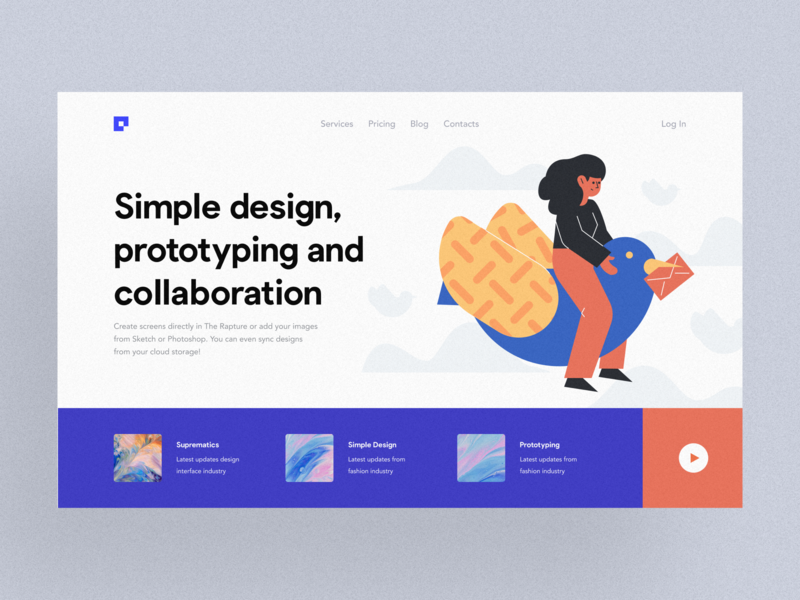 Services Pricing Blog Contacts Log In
Simple design,
prototyping and
collaboration
Create screens directly in The Rapture or add your images
from Sketch or Photoshop. You can even sync designs
from your cloud storage!
Suprematics
Latest updates design
interface industry
Simple Design
Latest updates from
fashion industry
Prototyping
Latest updates from
fashion industry